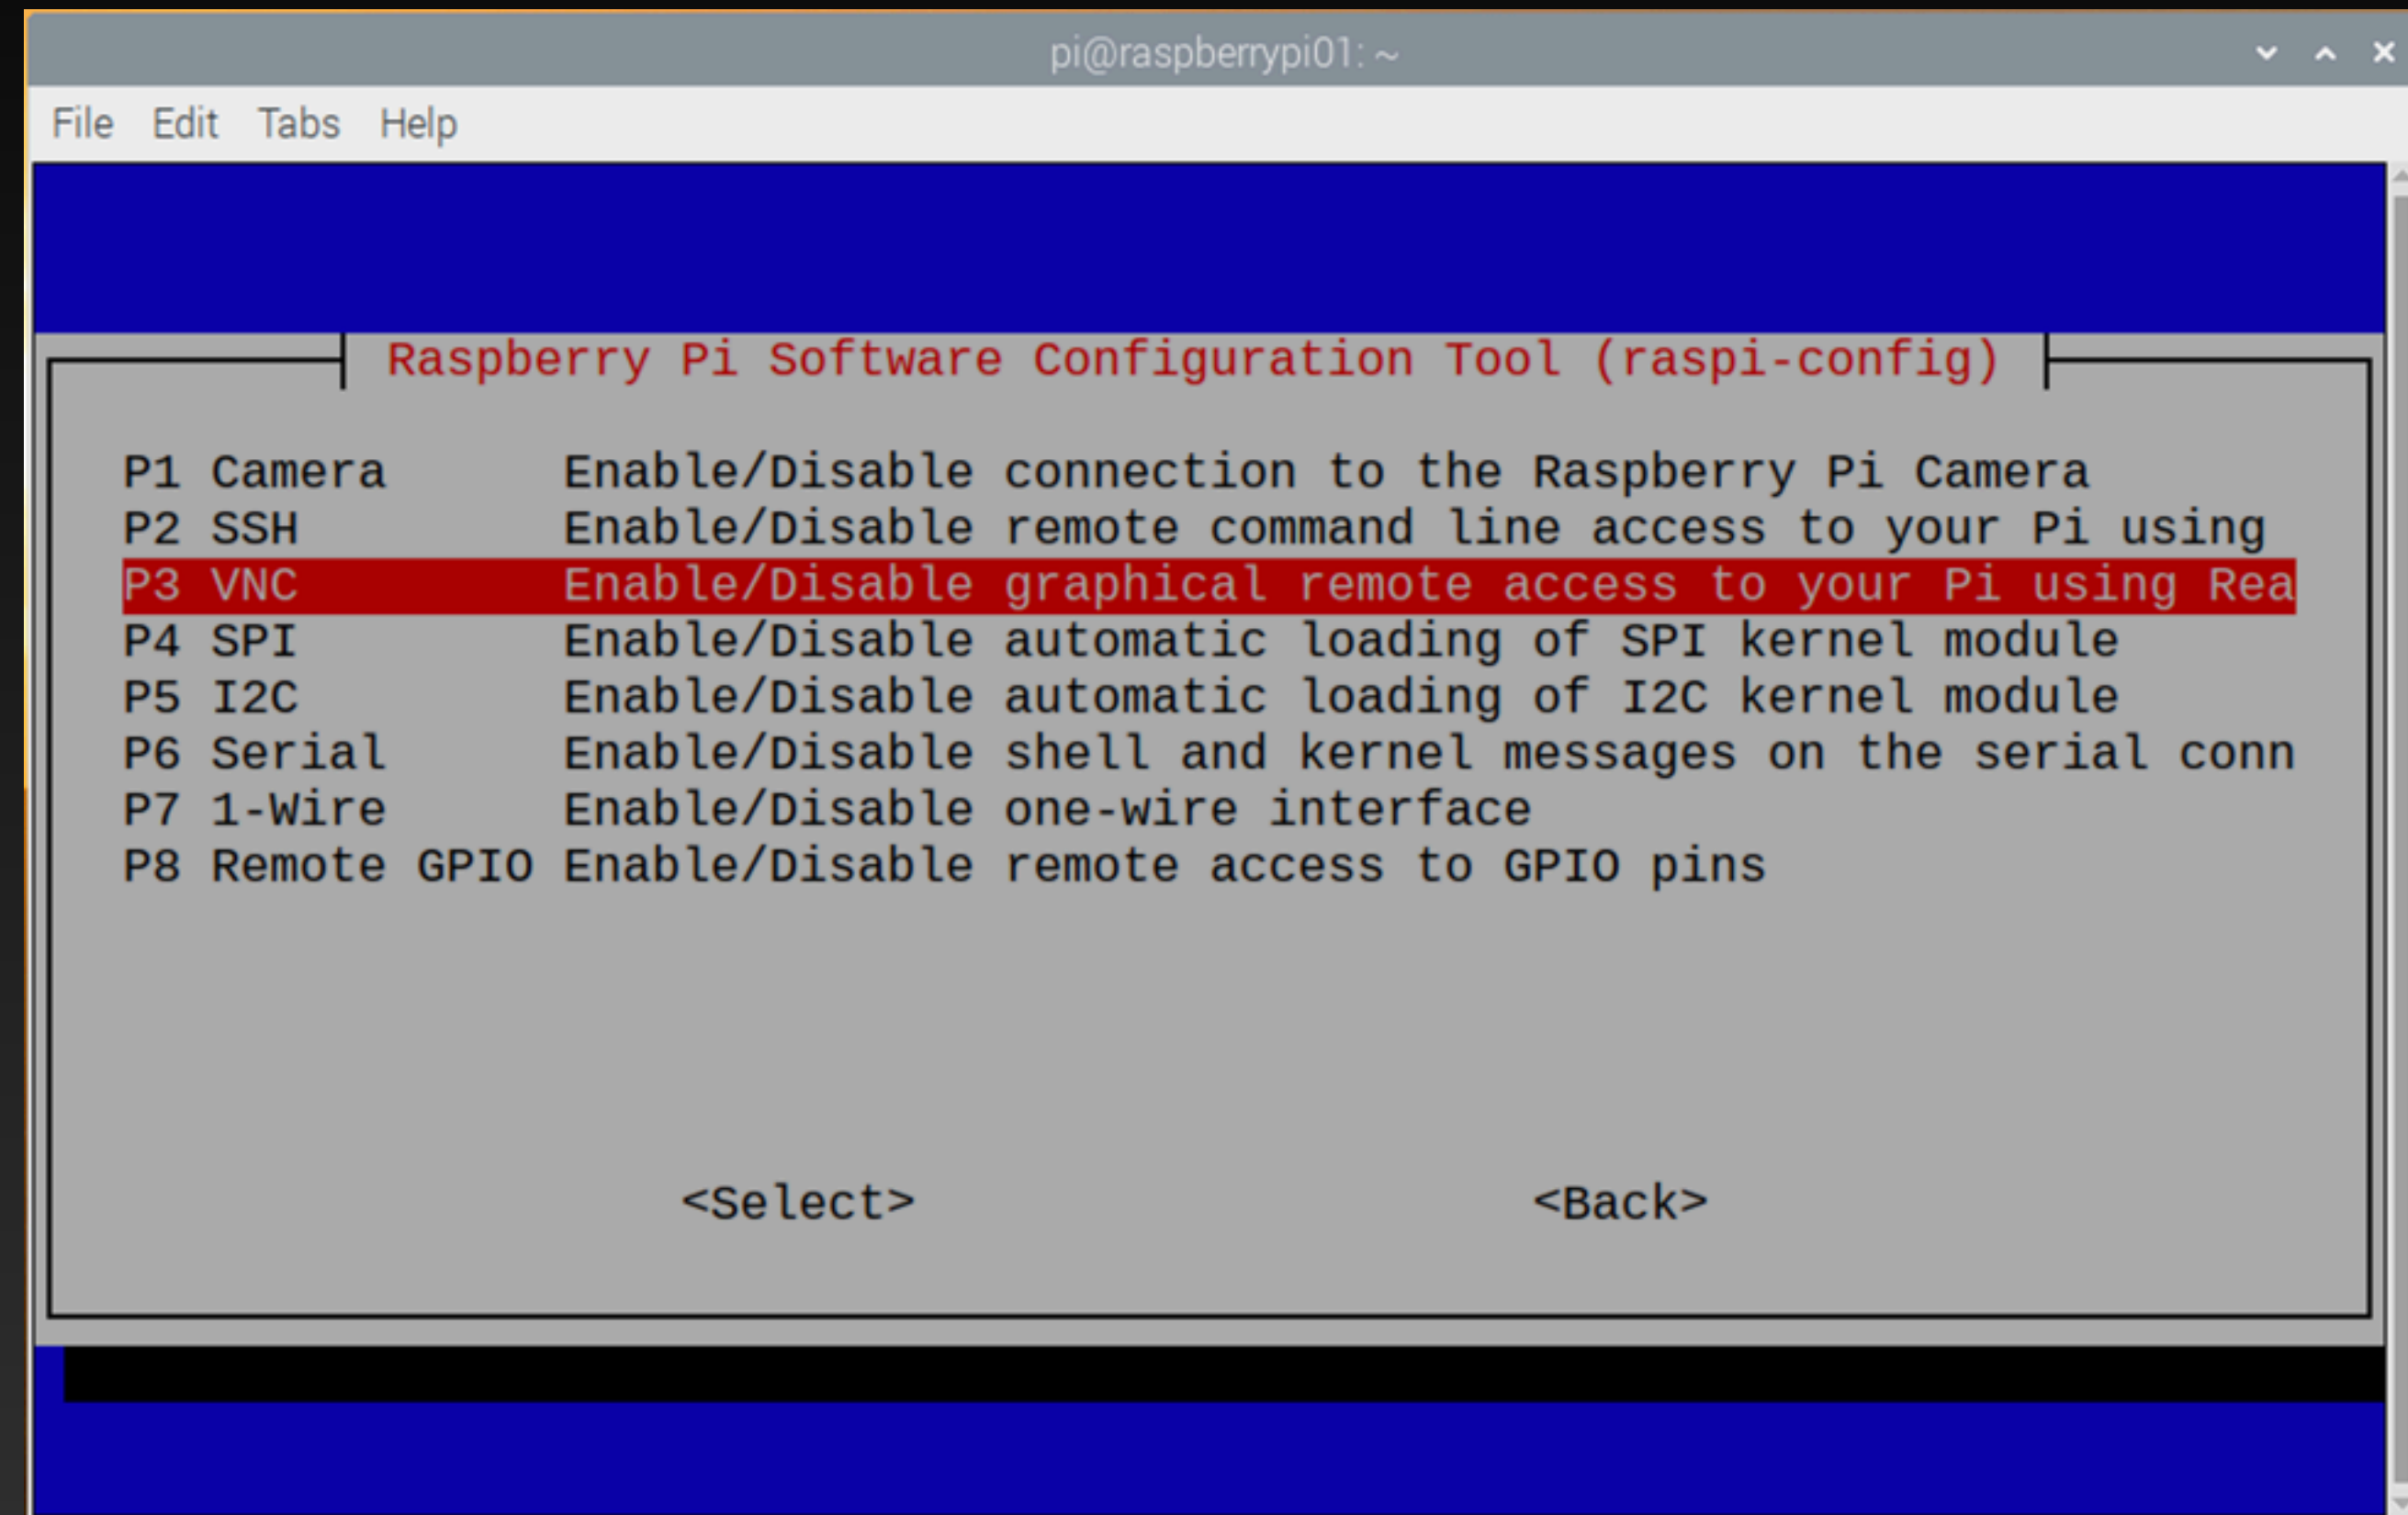 pi@raspberrypi01: ~
File Edit Tabs Help
Raspberry Pi Software Configuration Tool (raspi-config)
P1 Camera Enable/Disable connection to the Raspberry Pi Camera
P2 SSH Enable/Disable remote command line access to your Pi using
P3 VNC Enable/Disable graphical remote access to your Pi using Rea
P4 SPI Enable/Disable automatic loading of SPI kernel module
P5 I2C Enable/Disable automatic loading of I2C kernel module
P6 Serial Enable/Disable shell and kernel messages on the serial conn
P7 1-Wire Enable/Disable one-wire interface
P8 Remote GPIO Enable/Disable remote access to GPIO pins
<Select> <Back>